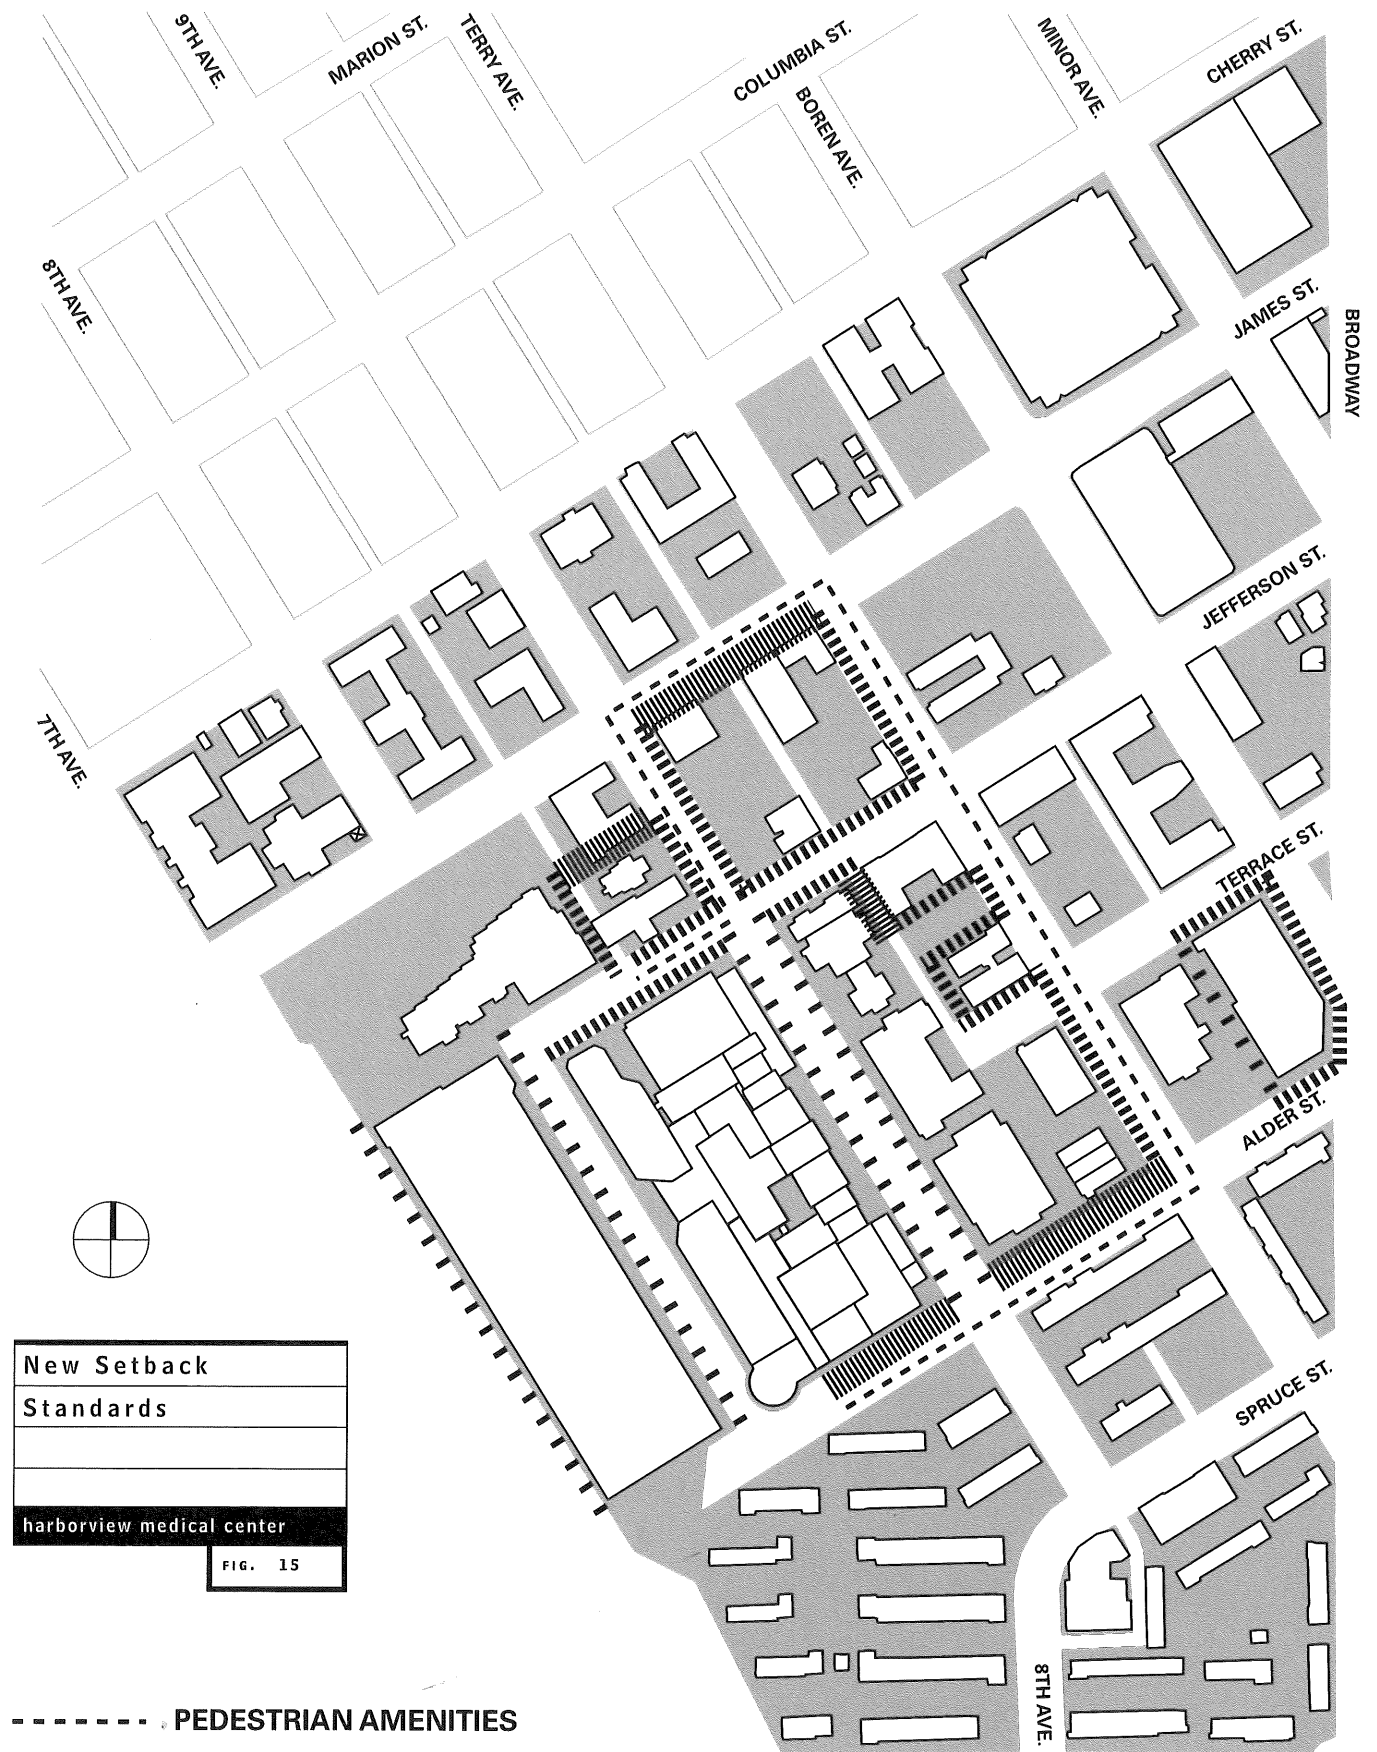 9TH AVE.
MARION ST.
TERRY AVE.
COLUMBIA ST.
BOREN AVE.
MINOR AVE.
CHERRY ST.
8TH AVE.
JAMES ST.
BROADWAY
JEFFERSON ST.
7TH AVE.
TERRACE ST.
ALDER ST.
SPRUCE ST.
8TH AVE.
New Setback
Standards
harborview medical center
FIG. 15
PEDESTRIAN AMENITIES